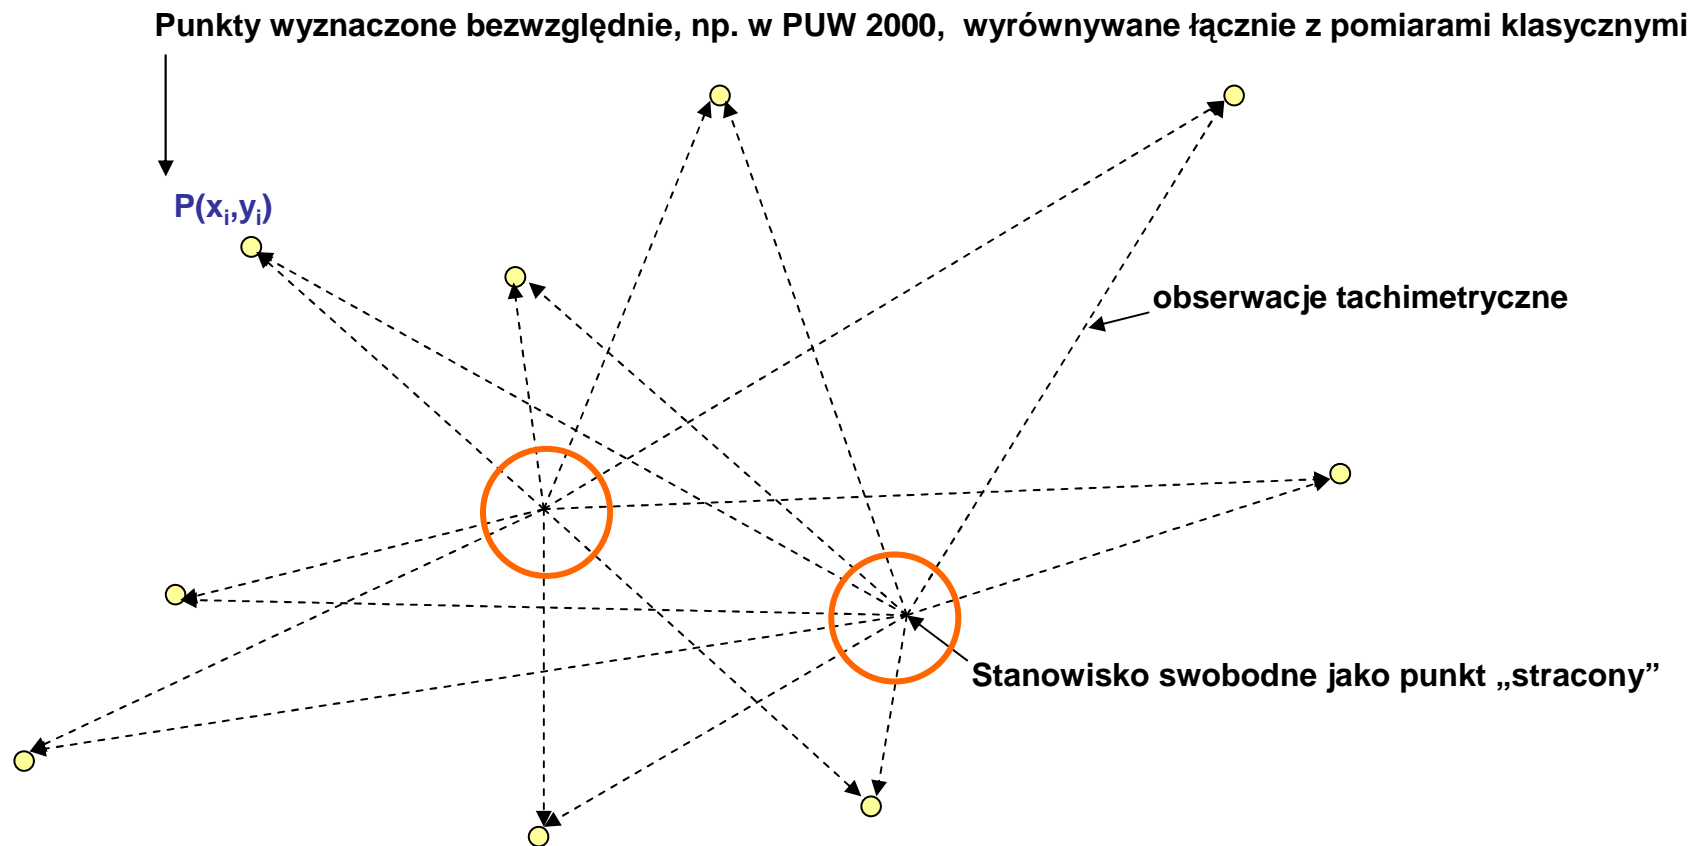 Punkty wyznaczone bezwzględnie, np. w PUW 2000, wyrównywane łącznie z pomiarami klasycznymi
P(xi,yi)
obserwacje tachimetryczne
Stanowisko swobodne jako punkt „stracony”